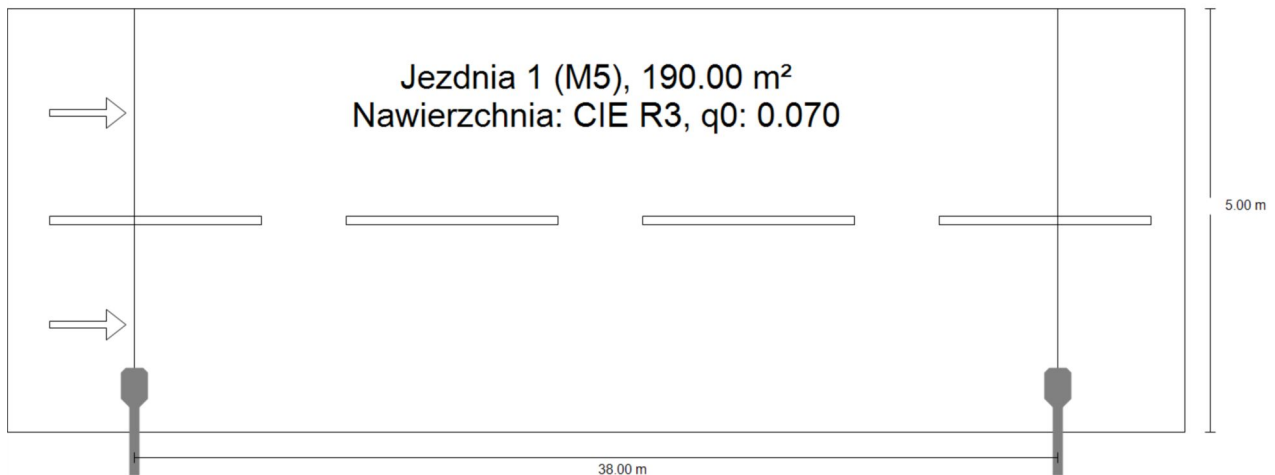 Jezdnia 1 (M5), 190.00 m²
Nawierzchnia: CIE R3, q0: 0.070
5.00 m
38.00 m